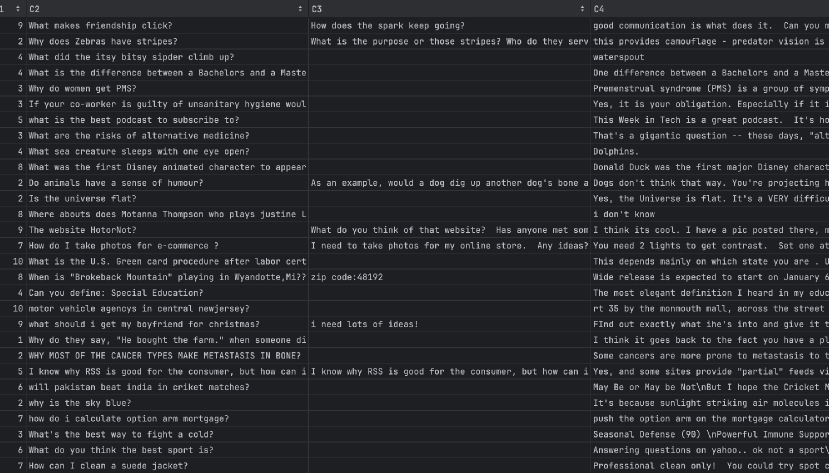 1 C2 C3 C4
9 What makes friendship click? How does the spark keep going? good communication is what does it. Can you m
2 Why does Zebras have stripes? What is the purpose or those stripes? Who do they serv this provides camouflage - predator vision is
4 What did the itsy bitsy sipder climb up? waterspout
4 What is the difference between a Bachelors and a Maste One difference between a Bachelors and a Maste
3 Why do women get PMS? Premenstrual syndrome (PMS) is a group of symp
3 If your co-worker is guilty of unsanitary hygiene woul Yes, it is your obligation. Especially if it i
5 what is the best podcast to subscribe to? This Week in Tech is a great podcast. It's ho
3 What are the risks of alternative medicine? That's a gigantic question -- these days, "alt
4 What sea creature sleeps with one eye open? Dolphins.
8 What was the first Disney animated character to appear Donald Duck was the first major Disney charact
2 Do animals have a sense of humour? As an example, would a dog dig up another dog's bone a Dogs don't think that way. You're projecting h
2 Is the universe flat? Yes, the Universe is flat. It's a VERY difficu
8 Where abouts does Motanna Thompson who plays justine L i don't know
9 The website HotorNot? What do you think of that website? Has anyone met som I think its cool. I have a pic posted there, m
7 How do I take photos for e-commerce ? I need to take photos for my online store. Any ideas? You need 2 lights to get contrast. Set one at
10 What is the U.S. Green card procedure after labor cert This depends mainly on which state you are . U
8 When is "Brokeback Mountain" playing in Wyandotte,Mi?? zip code:48192 Wide release is expected to start on January 6
4 Can you define: Special Education? The most elegant definition I heard in my educ
10 motor vehicle agencys in central newjersey? rt 35 by the monmouth mall, across the street
9 what should i get my boyfriend for christmas? i need lots of ideas! FInd out exactly what ihe's into and give it t
1 Why do they say, "He bought the farm." when someone di I think it goes back to the fact you have a pl
2 WHY MOST OF THE CANCER TYPES MAKE METASTASIS IN BONE? Some cancers are more prone to metastasis to t
5 I know why RSS is good for the consumer, but how can i I know why RSS is good for the consumer, but how can i Yes, and some sites provide "partial" feeds vi
6 will pakistan beat india in criket matches? May Be or May be Not\nBut I hope the Cricket M
2 why is the sky blue? It's because sunlight striking air molecules i
7 how do i calculate option arm mortgage? push the option arm on the mortgage calculator
3 What's the best way to fight a cold? Seasonal Defense (90) \nPowerful Immune Suppor
6 What do you think the best sport is? Answering questions on yahoo.. ok not a sport\
7 How can I clean a suede jacket? Professional clean only! You could try spot c